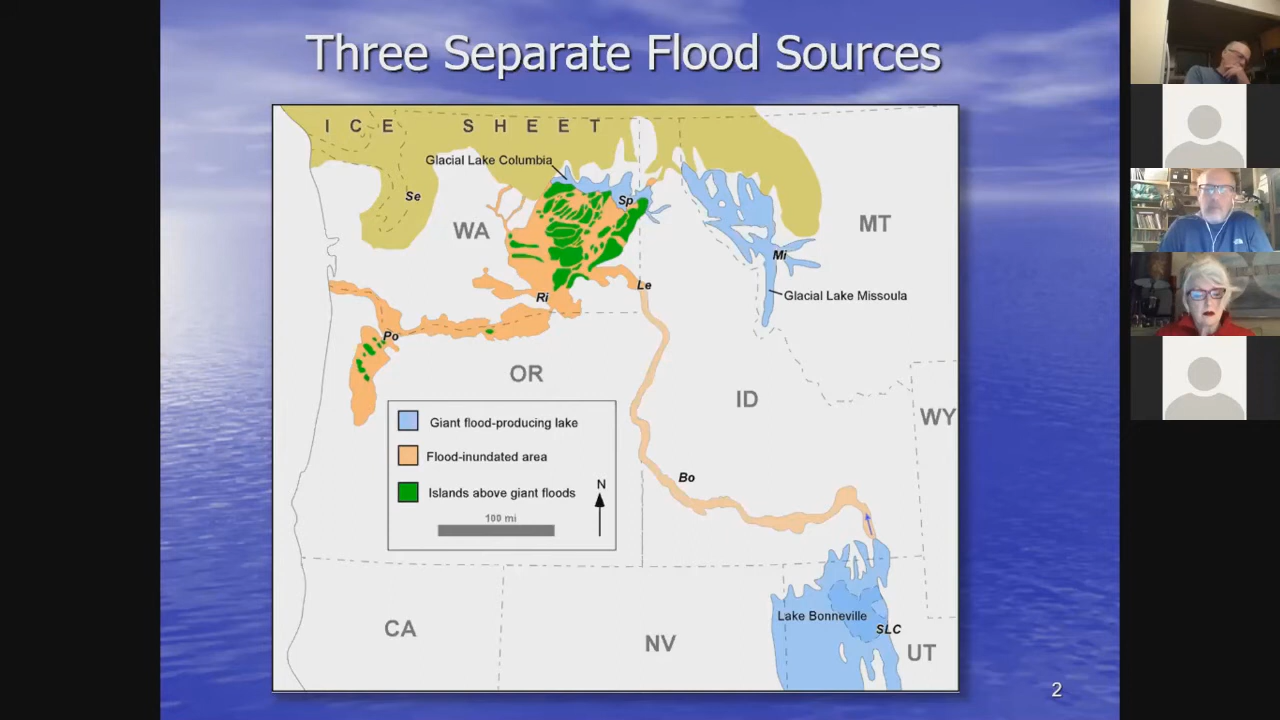 Three Separate Flood Sources
ICE SHEET
Glacial Lake Columbia
Se
Sp
WA
MT
Mi
Le
Glacial Lake Missoula
Ri
Po
OR
ID
WY
Giant flood-producing lake
Flood-inundated area
Islands above giant floods
N
100 mi
Bo
Lake Bonneville
SLC
CA
NV
UT
2